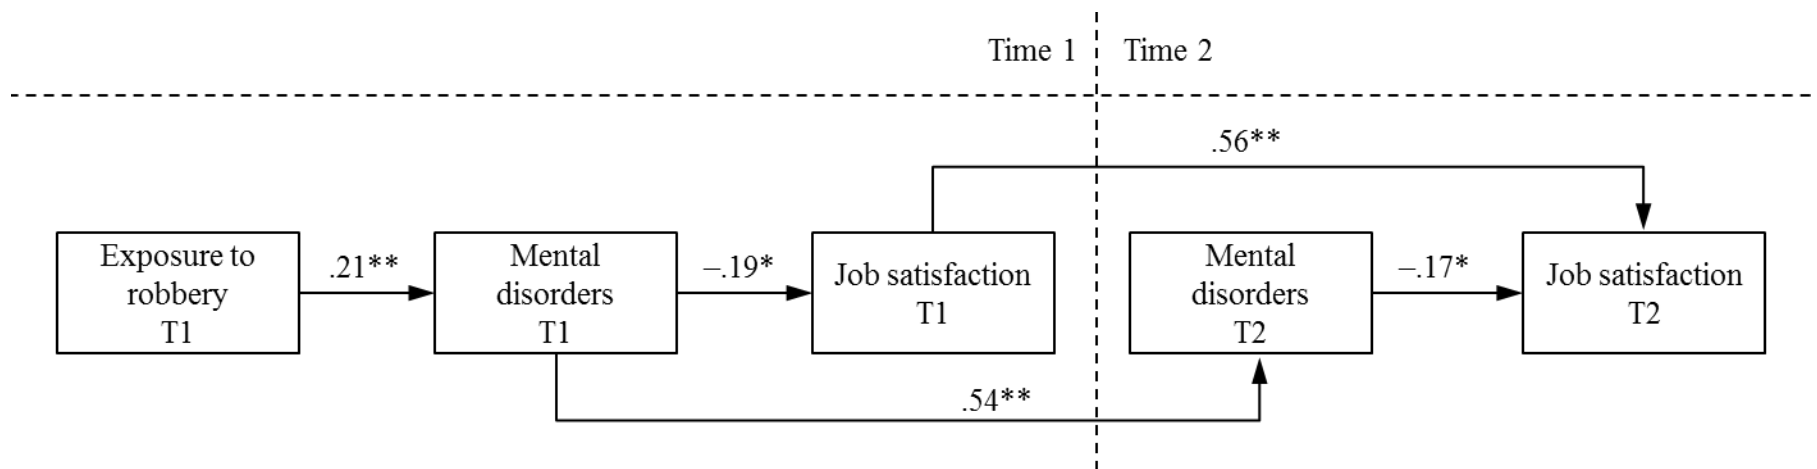 Time 1
Time 2
.56**
Exposure to
robbery
T1
.21**
Mental
disorders
T1
–.19*
Job satisfaction
T1
Mental
disorders
T2
–.17*
Job satisfaction
T2
.54**